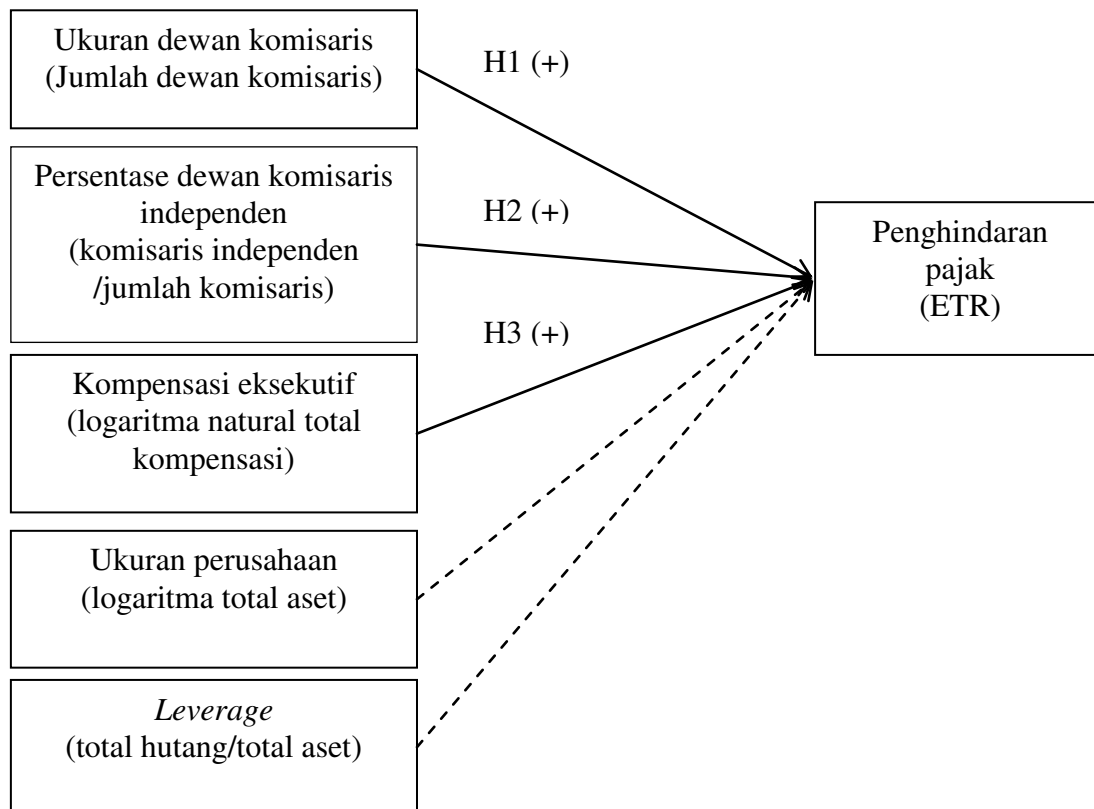 Ukuran dewan komisaris
(Jumlah dewan komisaris)
H1 (+)
Persentase dewan komisaris
independen
(komisaris independen
/jumlah komisaris)
H2 (+)
Penghindaran
pajak
(ETR)
H3 (+)
Kompensasi eksekutif
(logaritma natural total
kompensasi)
Ukuran perusahaan
(logaritma total aset)
Leverage
(total hutang/total aset)